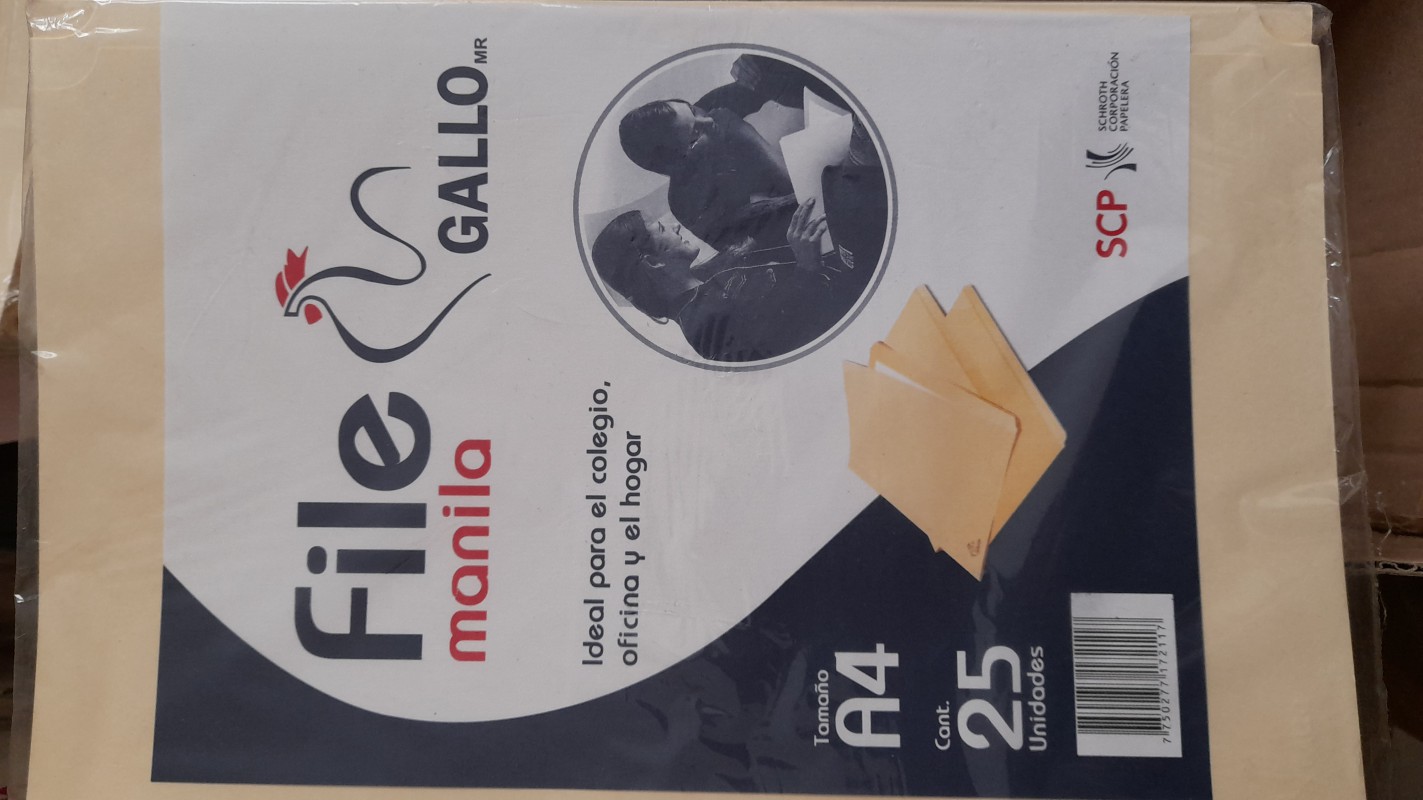 File
manila
GALLO MR
Ideal para el colegio,
oficina y el hogar
Tamaño
A4
Cant.
25
Unidades
7750277172117
SCP
SCHROTH
CORPORACIÓN
PAPELERA